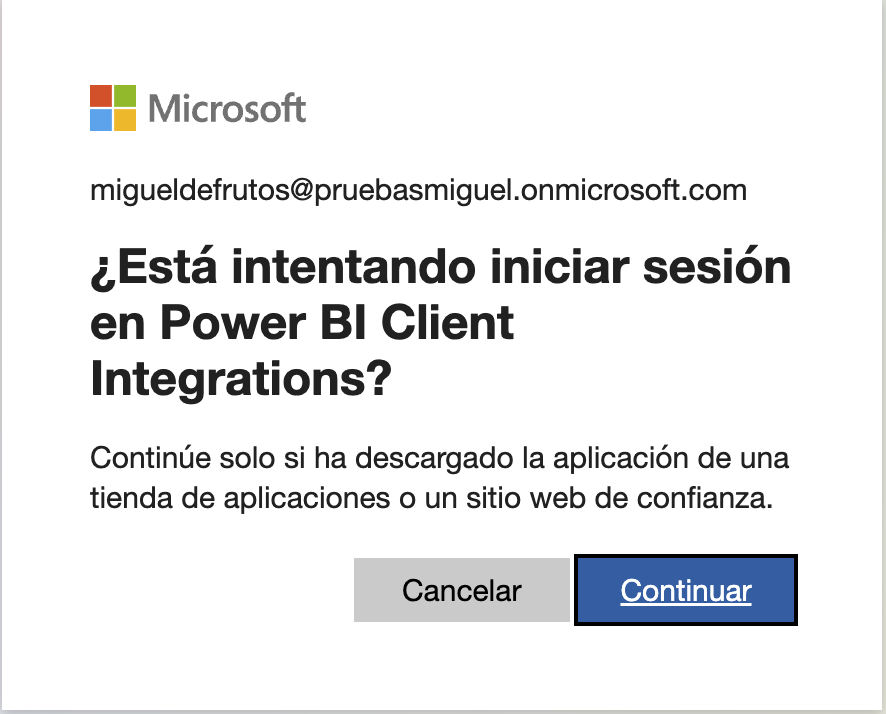 Microsoft
migueldefrutos@pruebasmiguel.onmicrosoft.com
¿Está intentando iniciar sesión
en Power BI Client
Integrations?
Continúe solo si ha descargado la aplicación de una
tienda de aplicaciones o un sitio web de confianza.
Cancelar
Continuar